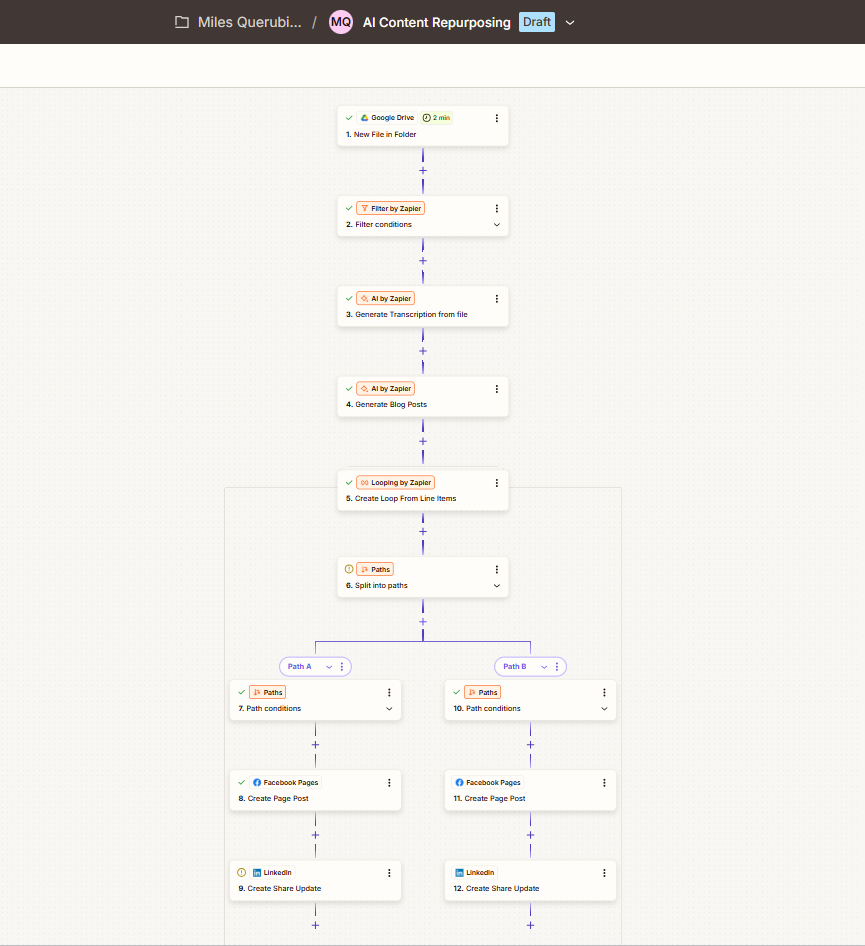 Miles Querubi... / MQ AI Content Repurposing Draft
Google Drive 2 min
1. New File in Folder
Filter by Zapier
2. Filter conditions
AI by Zapier
3. Generate Transcription from file
AI by Zapier
4. Generate Blog Posts
Looping by Zapier
5. Create Loop From Line Items
Paths
6. Split into paths
Path A
Path B
Paths
7. Path conditions
Paths
10. Path conditions
Facebook Pages
8. Create Page Post
Facebook Pages
11. Create Page Post
LinkedIn
9. Create Share Update
LinkedIn
12. Create Share Update